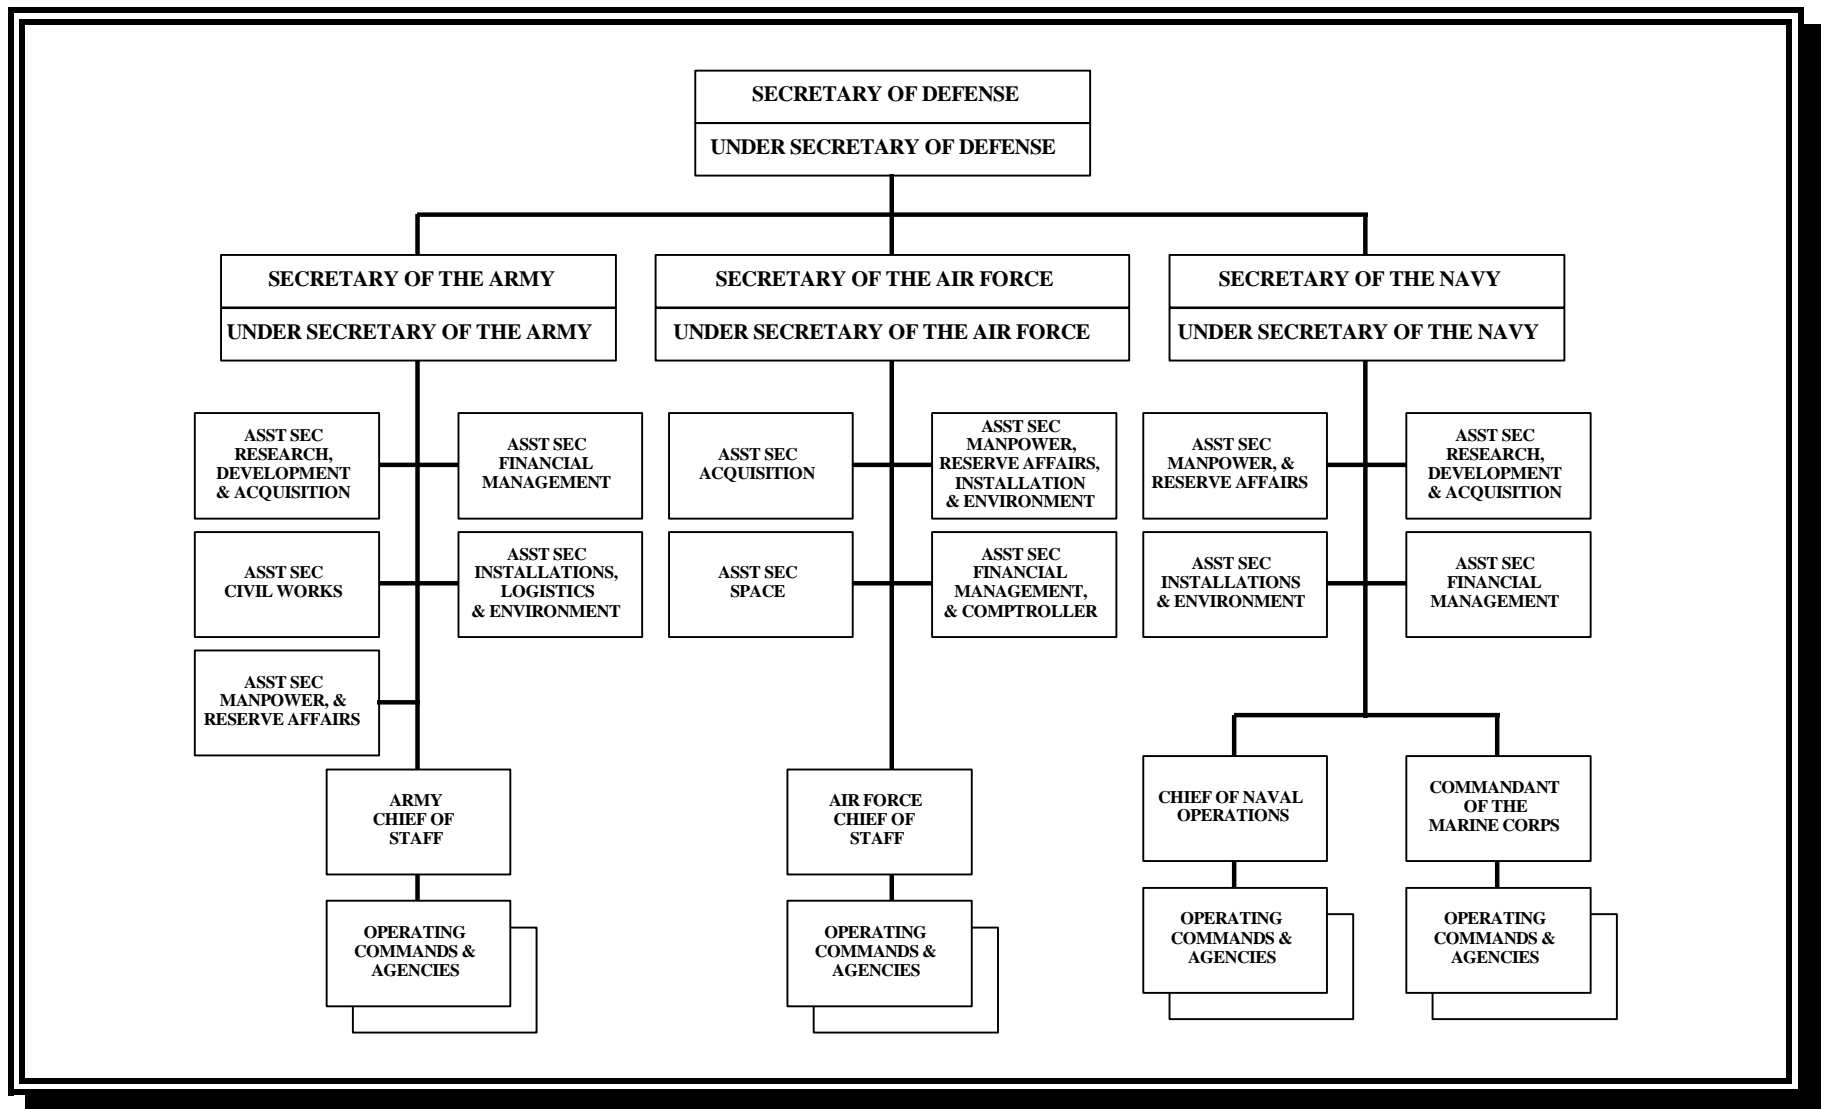 SECRETARY OF DEFENSE
UNDER SECRETARY OF DEFENSE
SECRETARY OF THE ARMY
UNDER SECRETARY OF THE ARMY
SECRETARY OF THE AIR FORCE
UNDER SECRETARY OF THE AIR FORCE
SECRETARY OF THE NAVY
UNDER SECRETARY OF THE NAVY
ASST SEC
RESEARCH,
DEVELOPMENT
& ACQUISITION
ASST SEC
FINANCIAL
MANAGEMENT
ASST SEC
ACQUISITION
ASST SEC
MANPOWER,
RESERVE AFFAIRS,
INSTALLATION
& ENVIRONMENT
ASST SEC
MANPOWER, &
RESERVE AFFAIRS
ASST SEC
RESEARCH,
DEVELOPMENT
& ACQUISITION
ASST SEC
CIVIL WORKS
ASST SEC
INSTALLATIONS,
LOGISTICS
& ENVIRONMENT
ASST SEC
SPACE
ASST SEC
FINANCIAL
MANAGEMENT,
& COMPTROLLER
ASST SEC
INSTALLATIONS
& ENVIRONMENT
ASST SEC
FINANCIAL
MANAGEMENT
ASST SEC
MANPOWER, &
RESERVE AFFAIRS
ARMY
CHIEF OF
STAFF
AIR FORCE
CHIEF OF
STAFF
CHIEF OF NAVAL
OPERATIONS
COMMANDANT
OF THE
MARINE CORPS
OPERATING
COMMANDS &
AGENCIES
OPERATING
COMMANDS &
AGENCIES
OPERATING
COMMANDS &
AGENCIES
OPERATING
COMMANDS &
AGENCIES